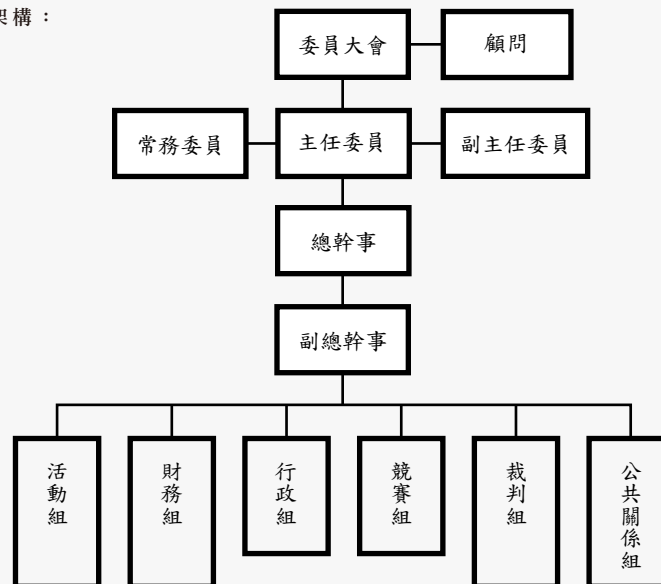 架構：
委員大會
顧問
常務委員
主任委員
副主任委員
總幹事
副總幹事
活動組
財務組
行政組
競賽組
裁判組
公共關係組